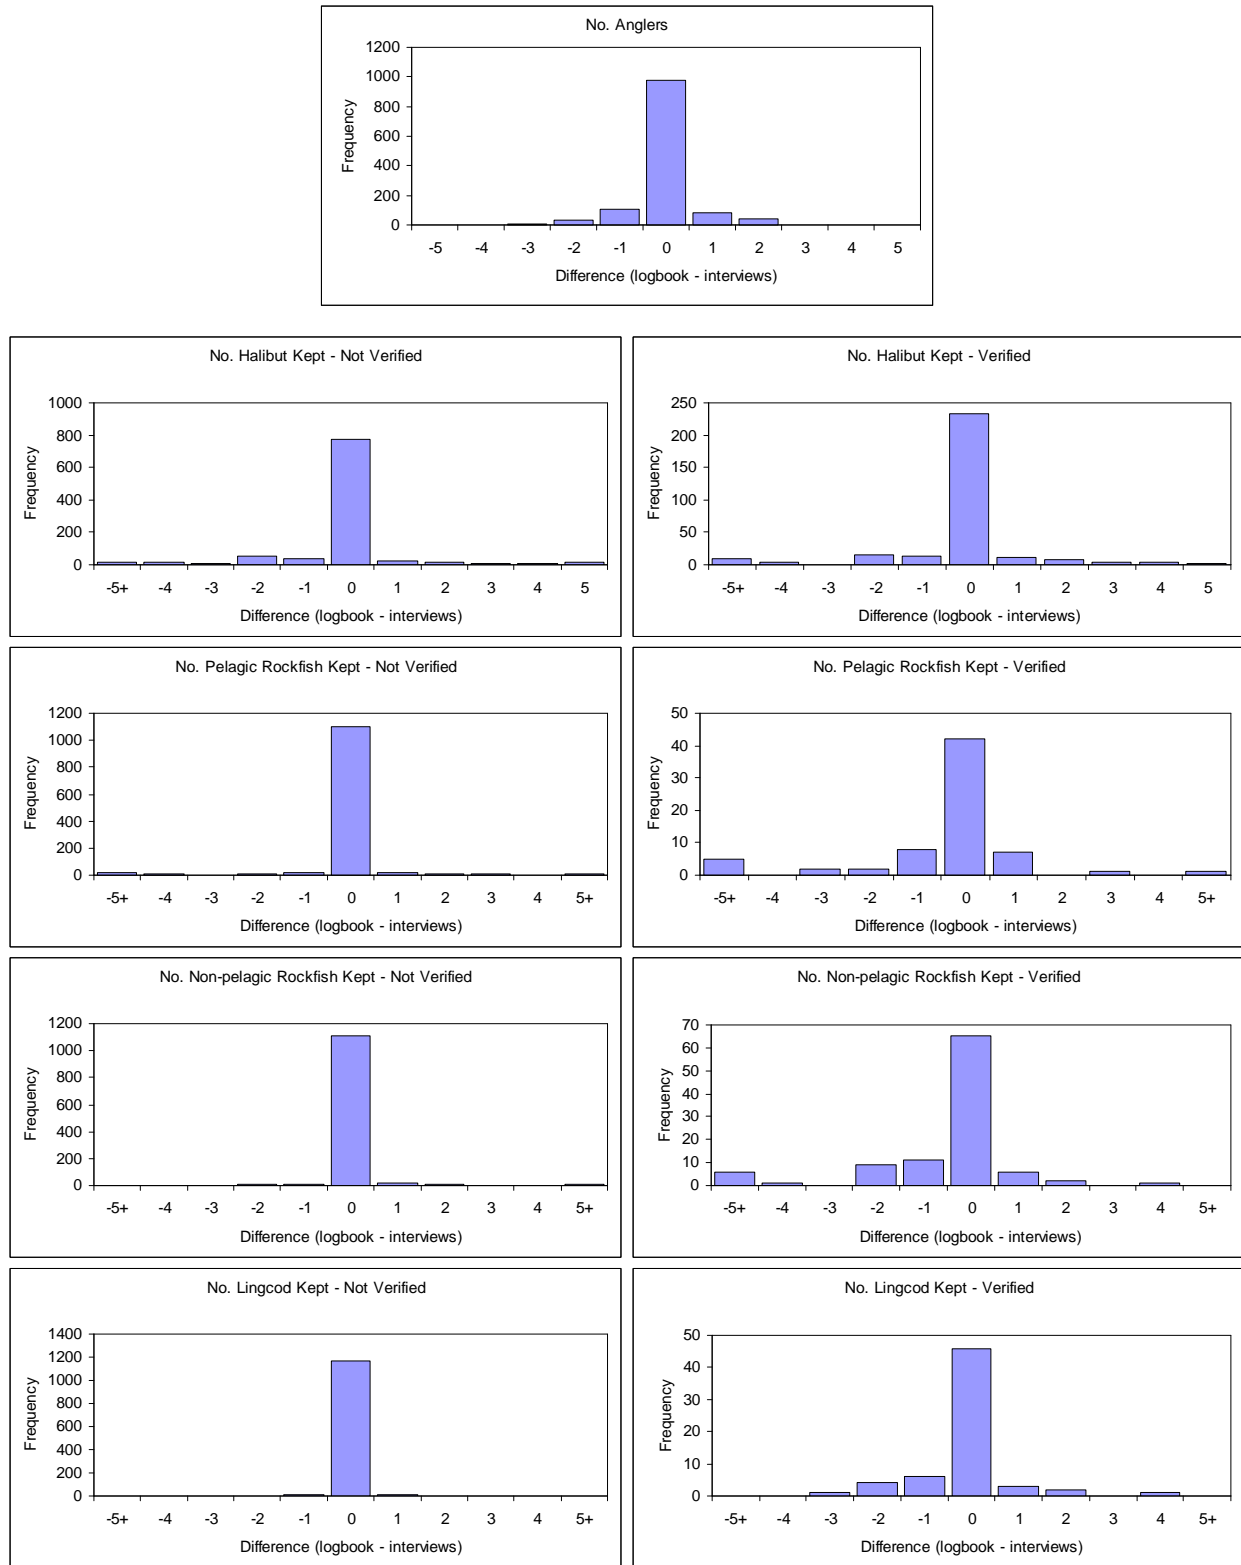 No. Anglers
1200
1000
800
600
400
200
0
Frequency
-5 -4 -3 -2 -1 0 1 2 3 4 5
Difference (logbook - interviews)
No. Halibut Kept - Not Verified
1000
800
600
400
200
0
Frequency
-5+ -4 -3 -2 -1 0 1 2 3 4 5
Difference (logbook - interviews)
No. Halibut Kept - Verified
250
200
150
100
50
0
Frequency
-5+ -4 -3 -2 -1 0 1 2 3 4 5
Difference (logbook - interviews)
No. Pelagic Rockfish Kept - Not Verified
1200
1000
800
600
400
200
0
Frequency
-5+ -4 -3 -2 -1 0 1 2 3 4 5+
Difference (logbook - interviews)
No. Pelagic Rockfish Kept - Verified
50
40
30
20
10
0
Frequency
-5+ -4 -3 -2 -1 0 1 2 3 4 5+
Difference (logbook - interviews)
No. Non-pelagic Rockfish Kept - Not Verified
1200
1000
800
600
400
200
0
Frequency
-5+ -4 -3 -2 -1 0 1 2 3 4 5+
Difference (logbook - interviews)
No. Non-pelagic Rockfish Kept - Verified
70
60
50
40
30
20
10
0
Frequency
-5+ -4 -3 -2 -1 0 1 2 3 4 5+
Difference (logbook - interviews)
No. Lingcod Kept - Not Verified
1400
1200
1000
800
600
400
200
0
Frequency
-5+ -4 -3 -2 -1 0 1 2 3 4 5+
Difference (logbook - interviews)
No. Lingcod Kept - Verified
50
40
30
20
10
0
Frequency
-5+ -4 -3 -2 -1 0 1 2 3 4 5+
Difference (logbook - interviews)